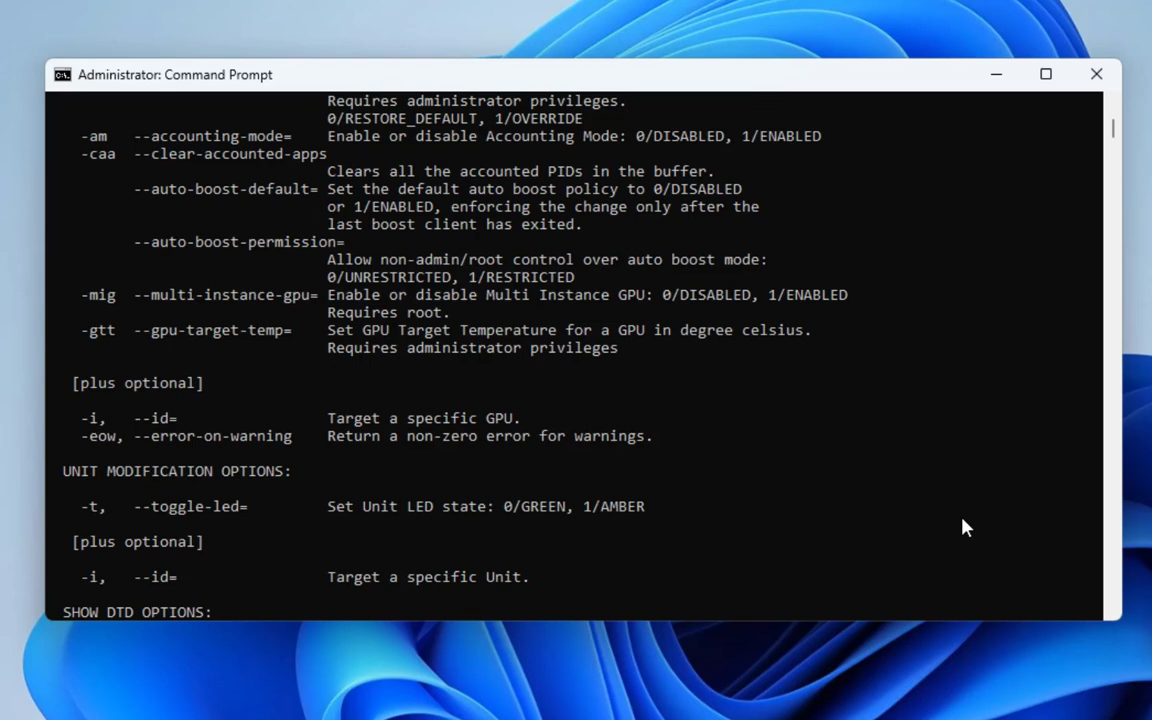 Administrator: Command Prompt
Requires administrator privileges.
0/RESTORE_DEFAULT, 1/OVERRIDE
-am --accounting-mode= Enable or disable Accounting Mode: 0/DISABLED, 1/ENABLED
-caa --clear-accounted-apps
Clears all the accounted PIDs in the buffer.
--auto-boost-default= Set the default auto boost policy to 0/DISABLED
or 1/ENABLED, enforcing the change only after the
last boost client has exited.
--auto-boost-permission=
Allow non-admin/root control over auto boost mode:
0/UNRESTRICTED, 1/RESTRICTED
-mig --multi-instance-gpu= Enable or disable Multi Instance GPU: 0/DISABLED, 1/ENABLED
Requires root.
-gtt --gpu-target-temp= Set GPU Target Temperature for a GPU in degree celsius.
Requires administrator privileges
[plus optional]
-i, --id= Target a specific GPU.
-eow, --error-on-warning Return a non-zero error for warnings.
UNIT MODIFICATION OPTIONS:
-t, --toggle-led= Set Unit LED state: 0/GREEN, 1/AMBER
[plus optional]
-i, --id= Target a specific Unit.
SHOW DTD OPTIONS: